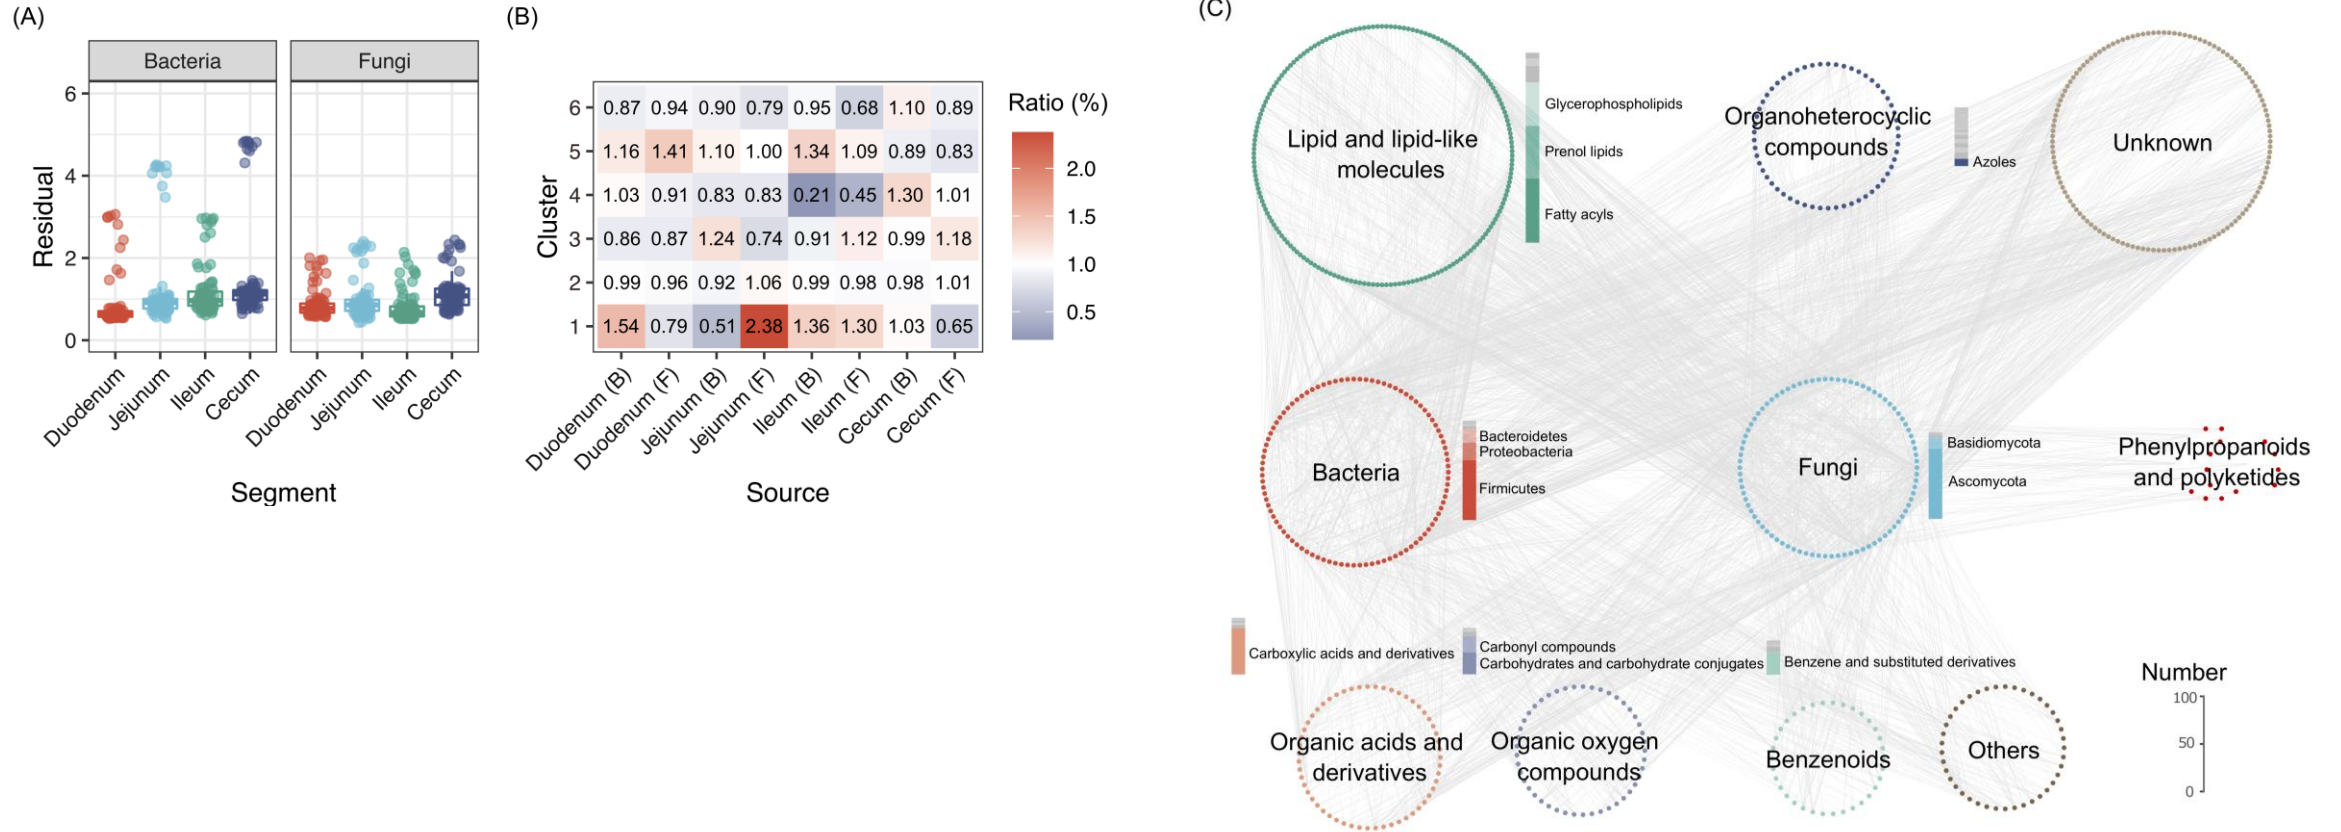 (A)
Bacteria
Fungi
Residual
6
4
2
0
Duodenum
Jejunum
Ileum
Cecum
Duodenum
Jejunum
Ileum
Cecum
Segment
(B)
Cluster
6 0.87 0.94 0.90 0.79 0.95 0.68 1.10 0.89
5 1.16 1.41 1.10 1.00 1.34 1.09 0.89 0.83
4 1.03 0.91 0.83 0.83 0.21 0.45 1.30 1.01
3 0.86 0.87 1.24 0.74 0.91 1.12 0.99 1.18
2 0.99 0.96 0.92 1.06 0.99 0.98 0.98 1.01
1 1.54 0.79 0.51 2.38 1.36 1.30 1.03 0.65
Duodenum (B)
Duodenum (F)
Jejunum (B)
Jejunum (F)
Ileum (B)
Ileum (F)
Cecum (B)
Cecum (F)
Source
Ratio (%)
2.0
1.5
1.0
0.5
(C)
Lipid and lipid-like
molecules
Glycerophospholipids
Prenol lipids
Fatty acyls
Organoheterocyclic
compounds
Azoles
Unknown
Bacteria
Bacteroidetes
Proteobacteria
Firmicutes
Fungi
Basidiomycota
Ascomycota
Phenylpropanoids
and polyketides
Carboxylic acids and derivatives
Carbonyl compounds
Carbohydrates and carbohydrate conjugates
Benzene and substituted derivatives
Organic acids and
derivatives
Organic oxygen
compounds
Benzenoids
Others
Number
100
50
0